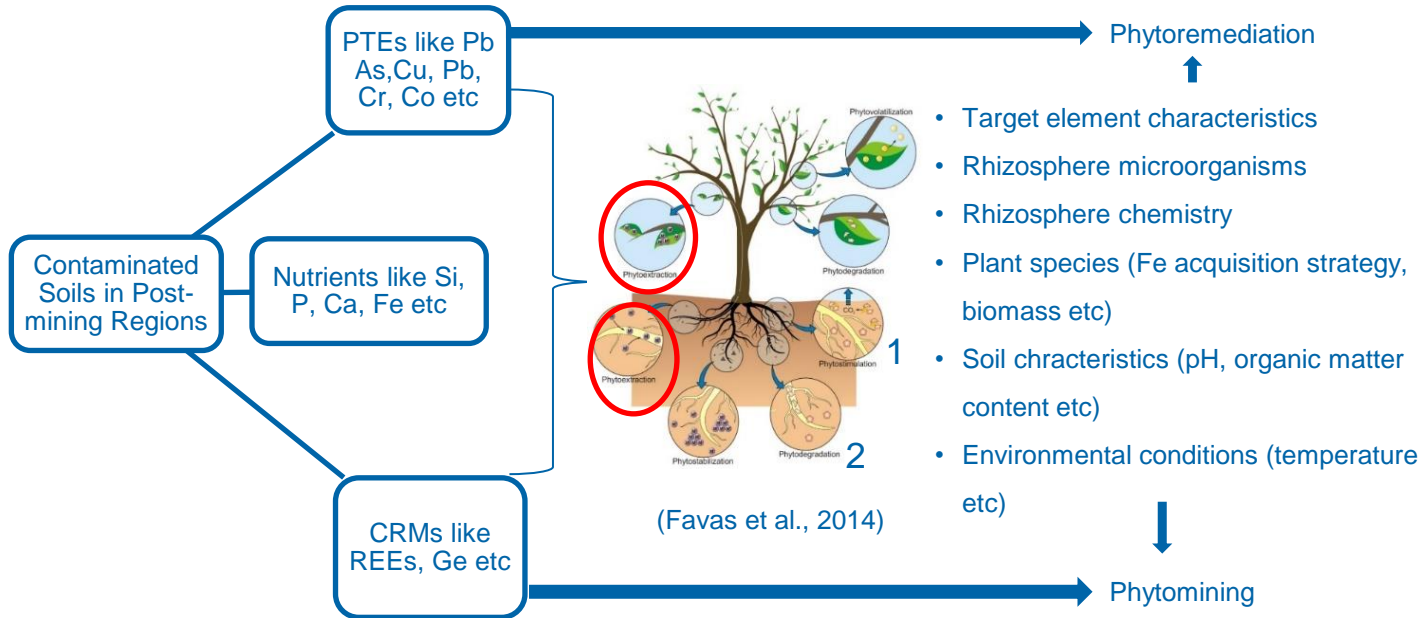 PTEs like Pb
As,Cu, Pb,
Cr, Co etc
Contaminated
Soils in Post-
mining Regions
Nutrients like Si,
P, Ca, Fe etc
CRMs like
REEs, Ge etc
Phytovolatilization
Phytoextraction
Phytodegradation
CO₂
Phytoextraction
Phytostimulation
1
Phytostabilization
Phytodegradation
2
(Favas et al., 2014)
Phytoremediation
• Target element characteristics
• Rhizosphere microorganisms
• Rhizosphere chemistry
• Plant species (Fe acquisition strategy,
biomass etc)
• Soil chracteristics (pH, organic matter
content etc)
• Environmental conditions (temperature
etc)
Phytomining